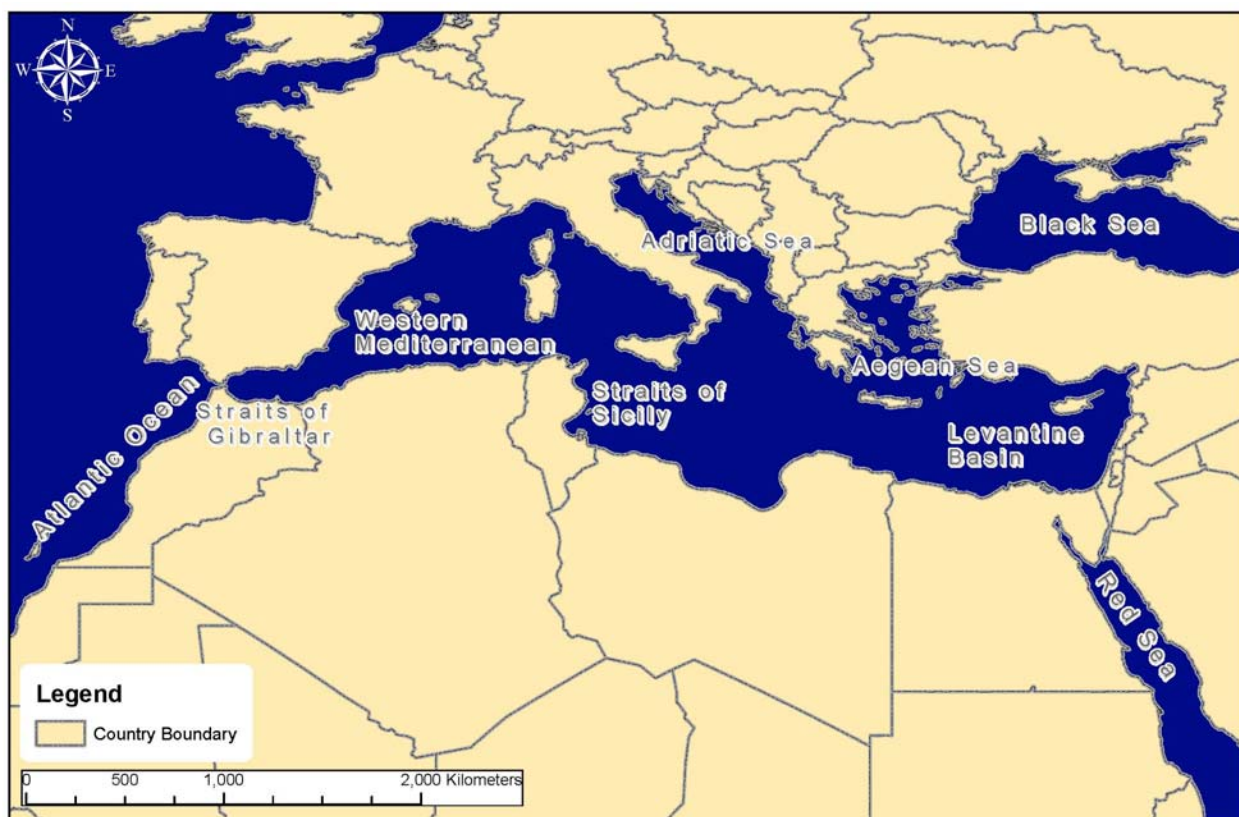 N
W E
S
Black Sea
Adriatic Sea
Western
Mediterranean
Aegean Sea
Straits of
Sicily
Straits of
Gibraltar
Atlantic Ocean
Levantine
Basin
Red Sea
Legend
Country Boundary
0 500 1,000 2,000 Kilometers